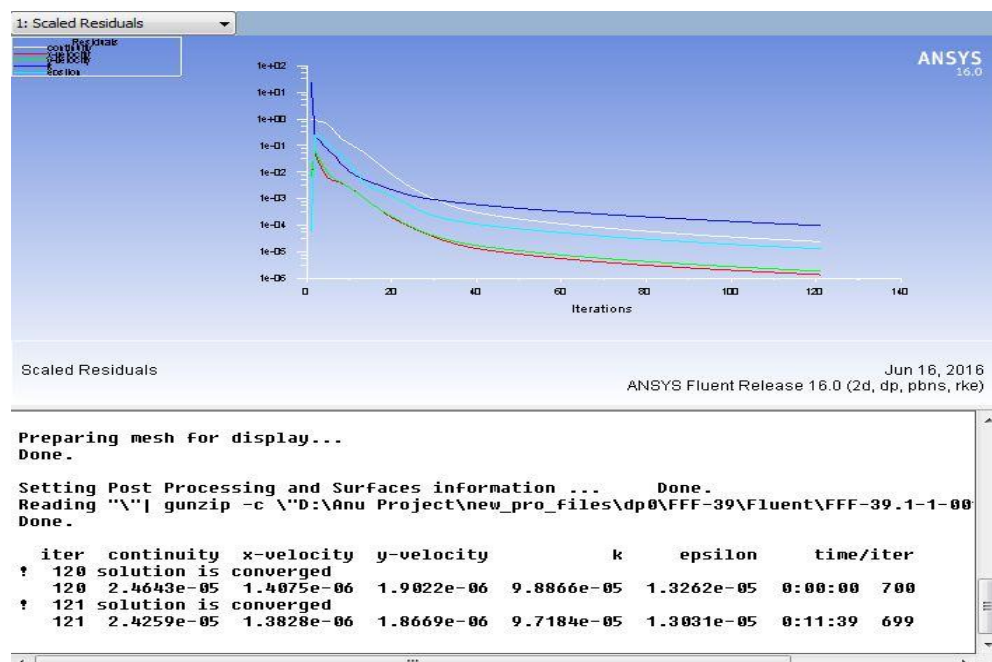 1: Scaled Residuals
Residuals
continuity
x-velocity
y-velocity
k
epsilon
ANSYS
16.0
1e+02
1e+01
1e+00
1e-01
1e-02
1e-03
1e-04
1e-05
1e-06
0 20 40 60 80 100 120 140
Iterations
Scaled Residuals
Jun 16, 2016
ANSYS Fluent Release 16.0 (2d, dp, pbns, rke)
Preparing mesh for display...
Done.
Setting Post Processing and Surfaces information ... Done.
Reading "\"| gunzip -c \"D:\Anu Project\new_pro_files\dp0\FFF-39\Fluent\FFF-39.1-1-00
Done.
iter continuity x-velocity y-velocity k epsilon time/iter
! 120 solution is converged
120 2.4643e-05 1.4075e-06 1.9022e-06 9.8866e-05 1.3262e-05 0:00:00 700
! 121 solution is converged
121 2.4259e-05 1.3828e-06 1.8669e-06 9.7184e-05 1.3031e-05 0:11:39 699